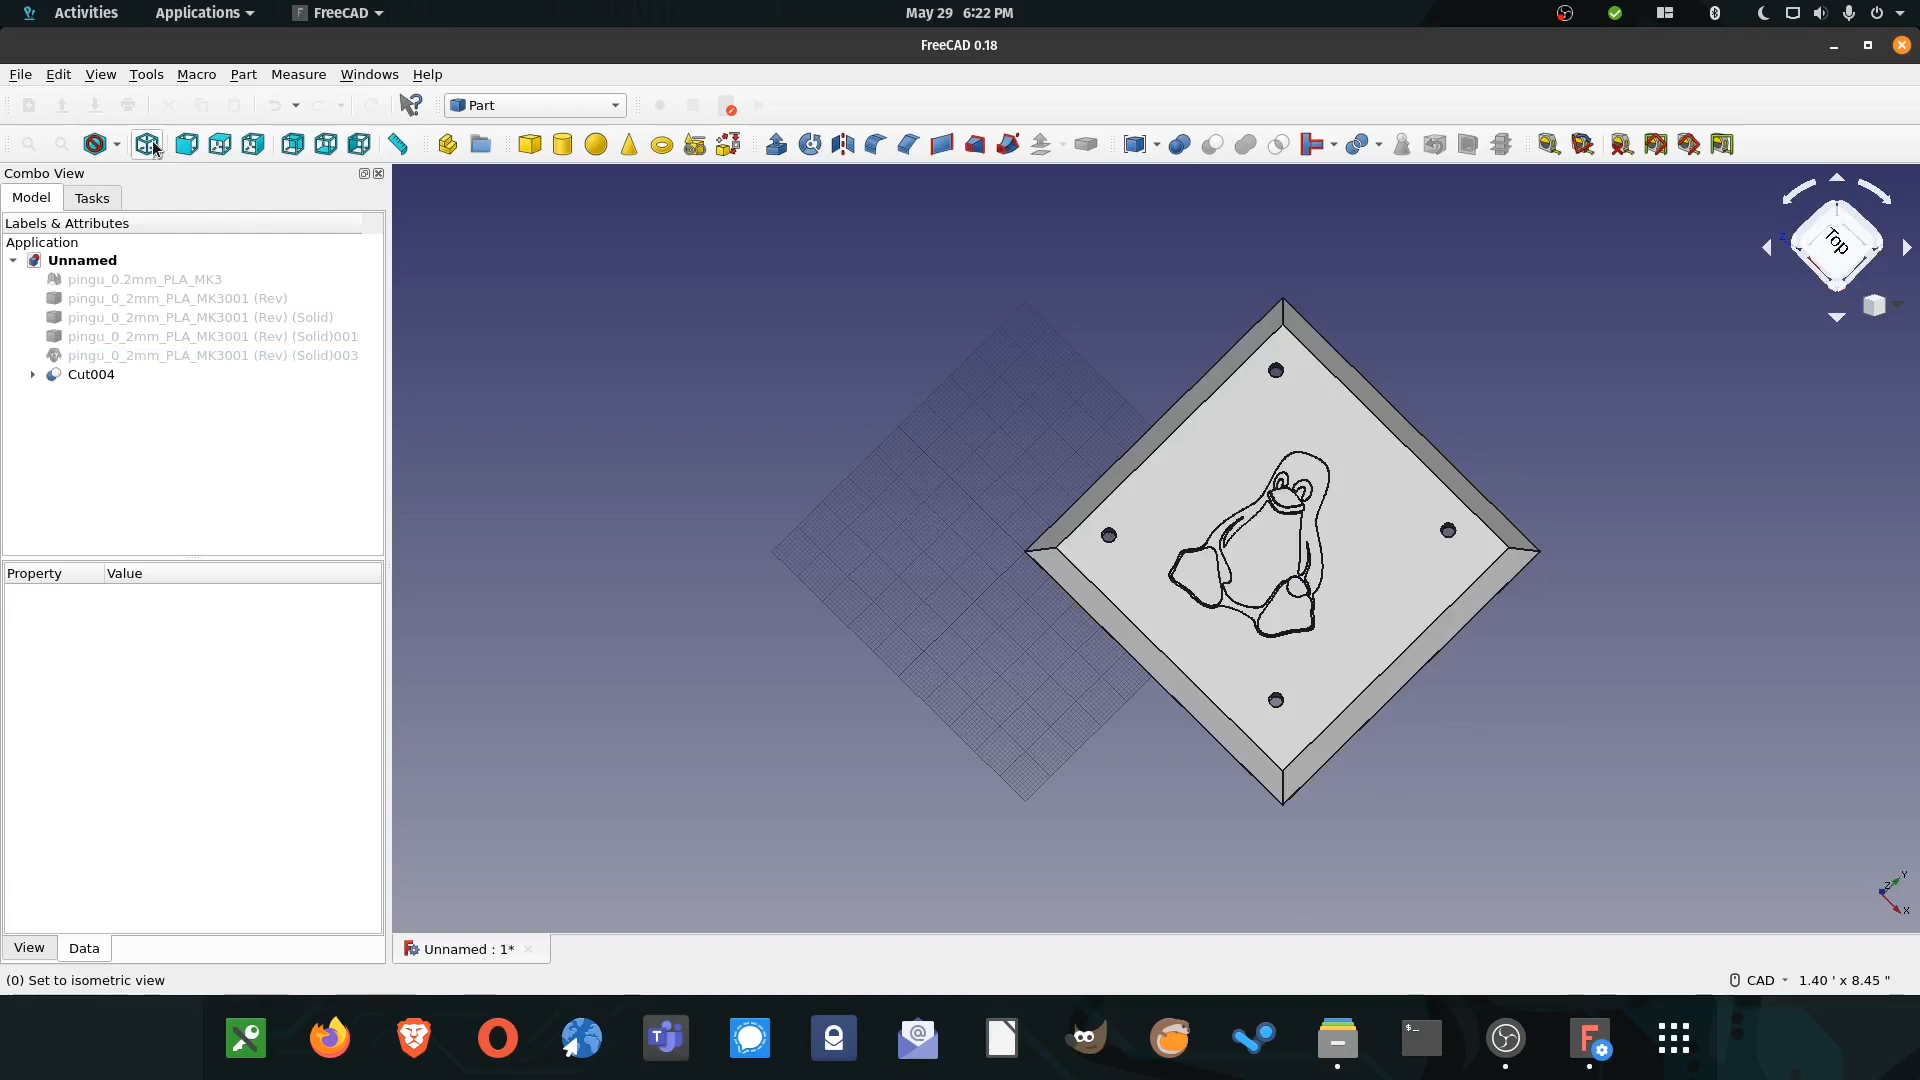 Activities Applications FreeCAD May 29 6:22 PM
FreeCAD 0.18
File Edit View Tools Macro Part Measure Windows Help
Part
Combo View
Model Tasks
Labels & Attributes
Application
Unnamed
pingu_0.2mm_PLA_MK3
pingu_0_2mm_PLA_MK3001 (Rev)
pingu_0_2mm_PLA_MK3001 (Rev) (Solid)
pingu_0_2mm_PLA_MK3001 (Rev) (Solid)001
pingu_0_2mm_PLA_MK3001 (Rev) (Solid)003
Cut004
Top
Z
Property Value
Y
Z
X
View Data
Unnamed : 1*
(0) Set to isometric view
CAD 1.40 ' x 8.45 "